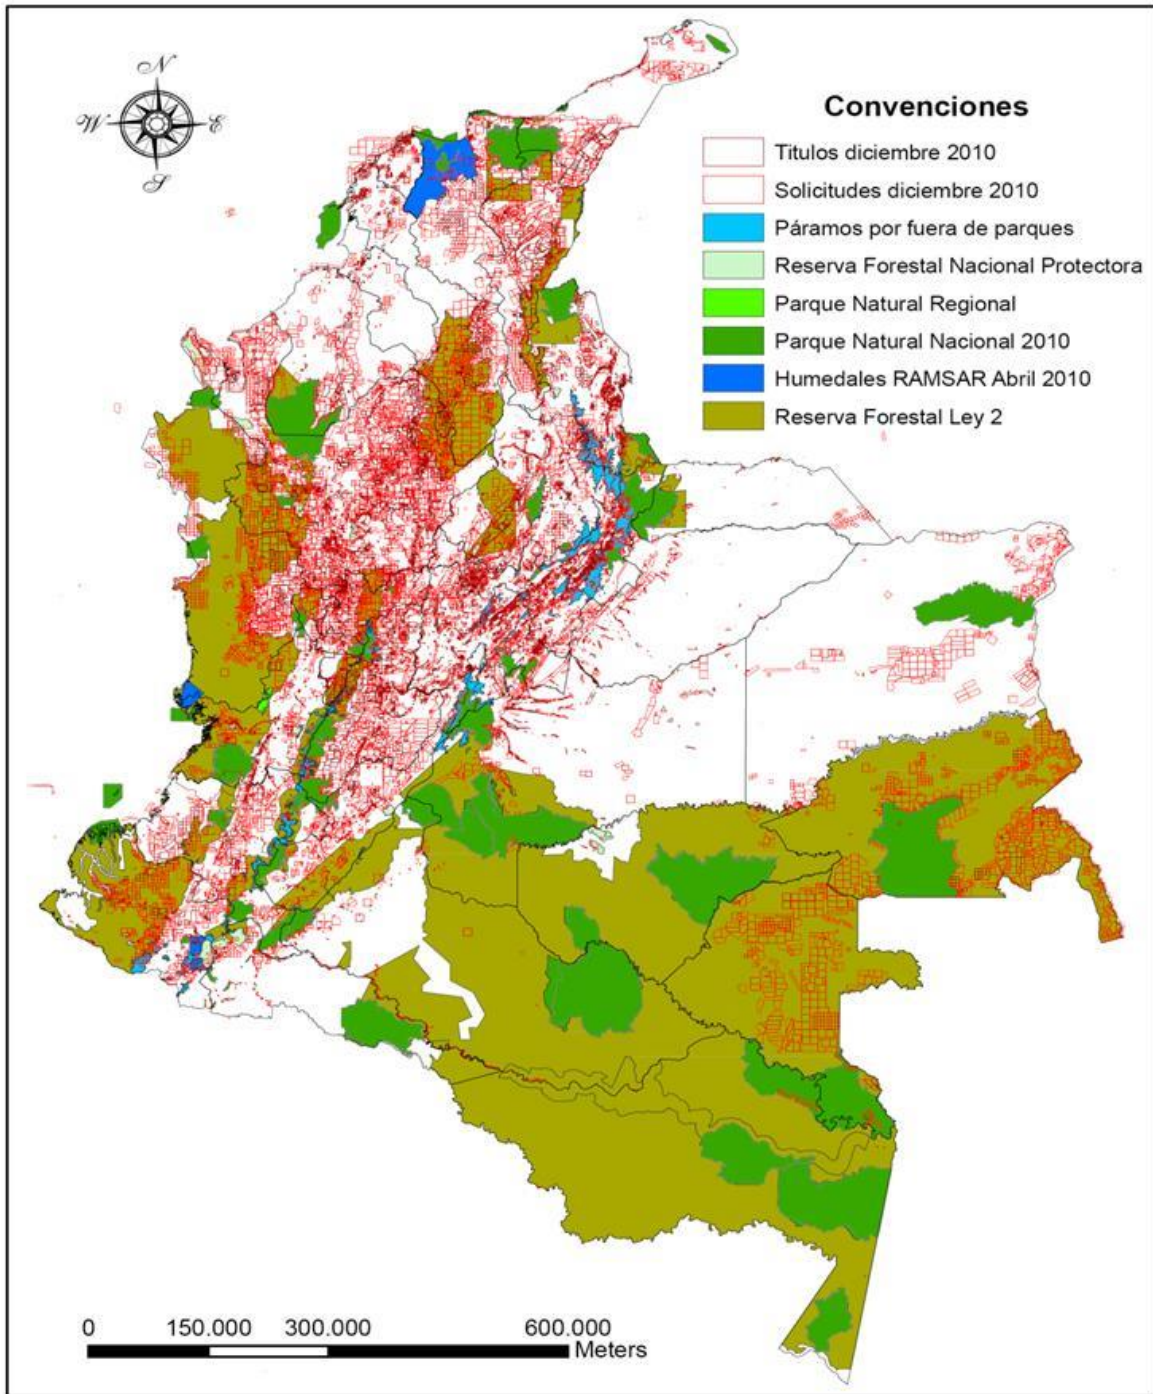 N
W
E
S
Convenciones
Titulos diciembre 2010
Solicitudes diciembre 2010
Páramos por fuera de parques
Reserva Forestal Nacional Protectora
Parque Natural Regional
Parque Natural Nacional 2010
Humedales RAMSAR Abril 2010
Reserva Forestal Ley 2
0 150.000 300.000 600.000
Meters